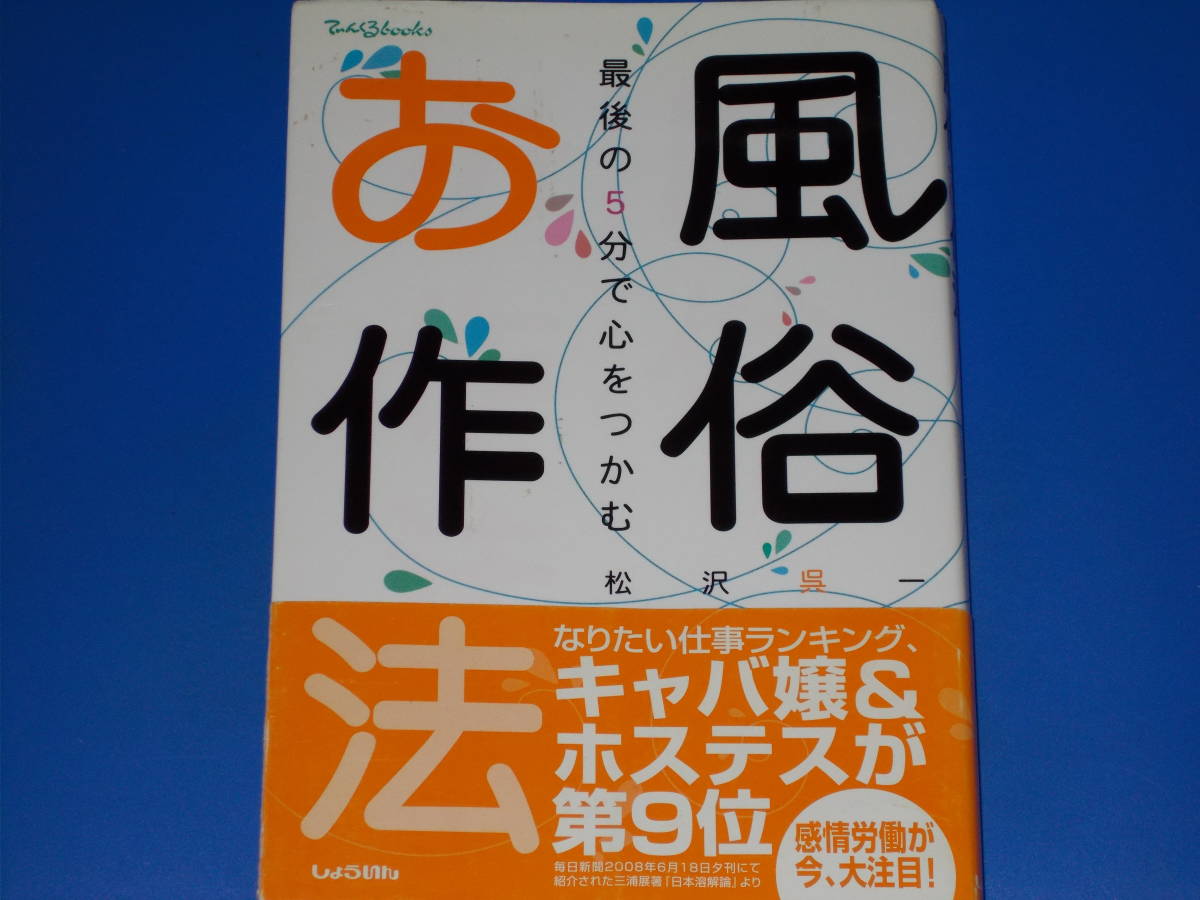 てぃんくるbooks
風俗
お作法
最後の5分で心をつかむ
松沢呉一
なりたい仕事ランキング、
キャバ嬢&
ホステスが
第9位
毎日新聞2008年6月18日夕刊にて
紹介された三浦展著「日本溶解論」より
感情労働が
今、大注目!
しょういん